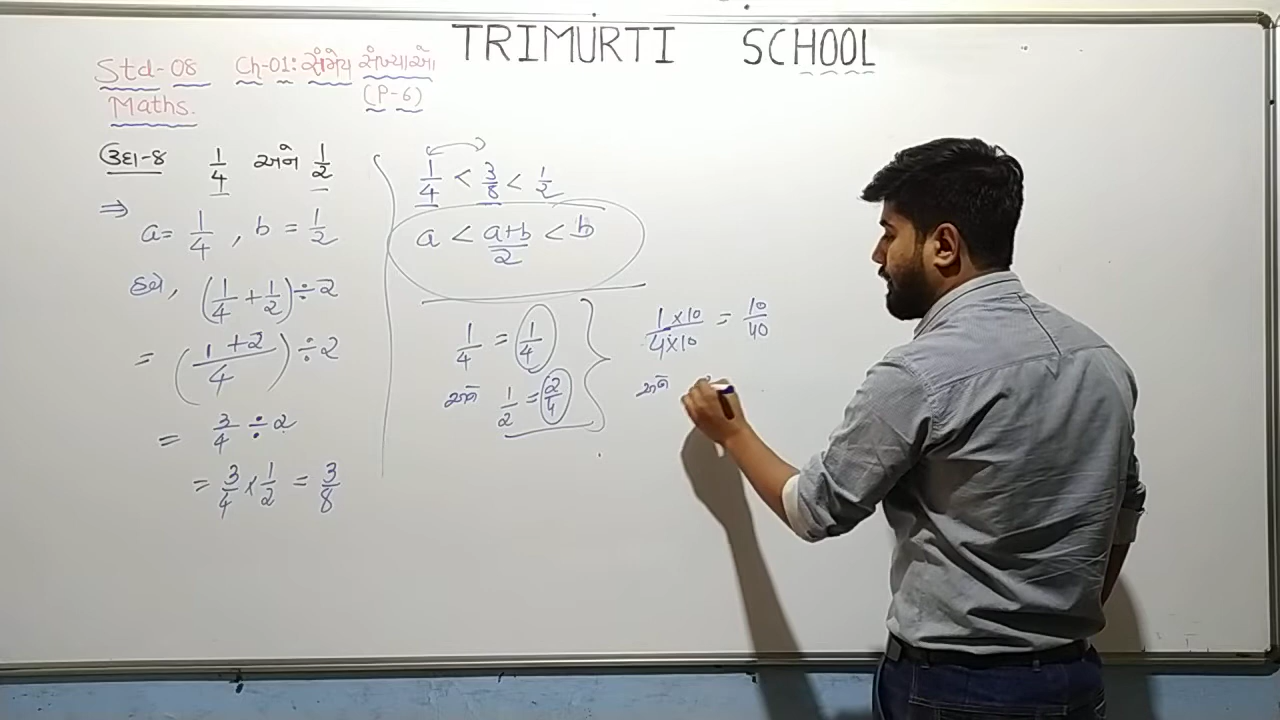 TRIMURTI SCHOOL
Std-08 Ch-01: સંમેય સંખ્યાઓ
Maths. (P-6)
ઉદા-8 1/4 અને 1/2
⇒ a = 1/4 , b = 1/2
હવે, (1/4 + 1/2) ÷ 2
= ((1+2)/4) ÷ 2
= 3/4 ÷ 2
= 3/4 × 1/2 = 3/8
1/4 < 3/8 < 1/2
a < (a+b)/2 < b
1/4 = 1/4
અને 1/2 = 2/4
(1×10)/(4×10) = 10/40
અને